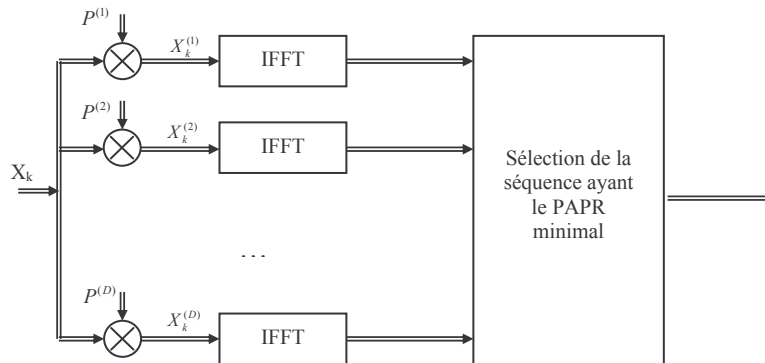 P^{(1)}
X_k^{(1)}
IFFT
P^{(2)}
X_k^{(2)}
IFFT
X_k
Sélection de la
séquence ayant
le PAPR
minimal
...
P^{(D)}
X_k^{(D)}
IFFT